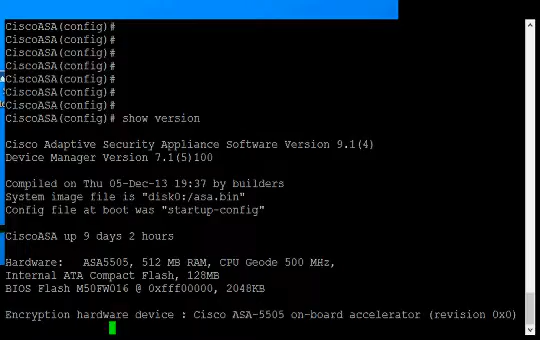 CiscoASA(config)#
CiscoASA(config)#
CiscoASA(config)#
CiscoASA(config)#
CiscoASA(config)#
CiscoASA(config)#
CiscoASA(config)#
CiscoASA(config)# show version
Cisco Adaptive Security Appliance Software Version 9.1(4)
Device Manager Version 7.1(5)100
Compiled on Thu 05-Dec-13 19:37 by builders
System image file is "disk0:/asa.bin"
Config file at boot was "startup-config"
CiscoASA up 9 days 2 hours
Hardware:   ASA5505, 512 MB RAM, CPU Geode 500 MHz,
Internal ATA Compact Flash, 128MB
BIOS Flash M50FW016 @ 0xfff00000, 2048KB
Encryption hardware device : Cisco ASA-5505 on-board accelerator (revision 0x0)